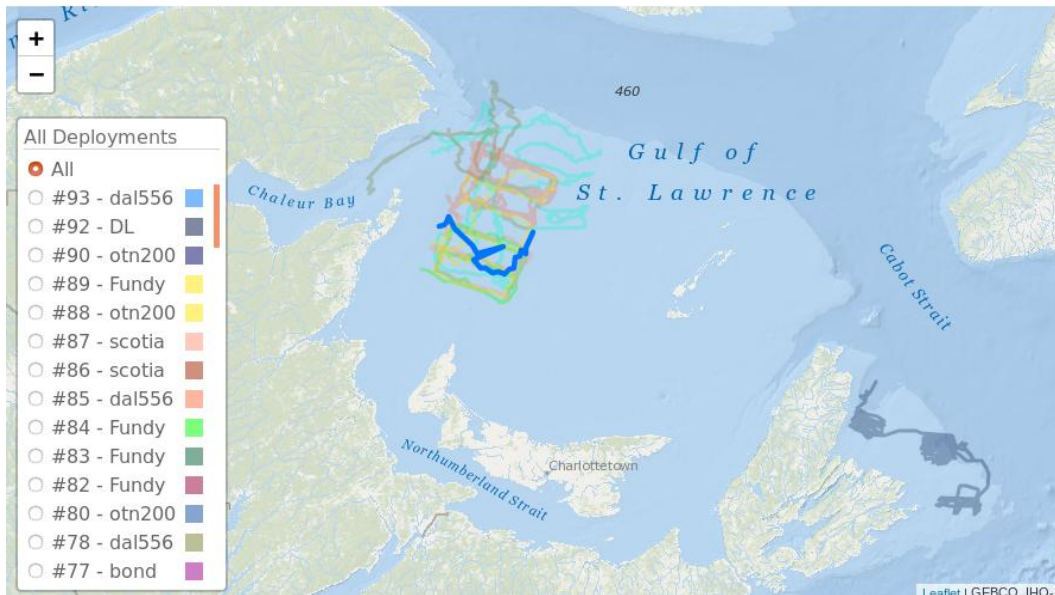 +
−
All Deployments
All
#93 - dal556
#92 - DL
#90 - otn200
#89 - Fundy
#88 - otn200
#87 - scotia
#86 - scotia
#85 - dal556
#84 - Fundy
#83 - Fundy
#82 - Fundy
#80 - otn200
#78 - dal556
#77 - bond
460
Gulf of
St. Lawrence
Chaleur Bay
Cabot Strait
Northumberland Strait
Charlottetown
Leaflet | GEBCO, IHO-